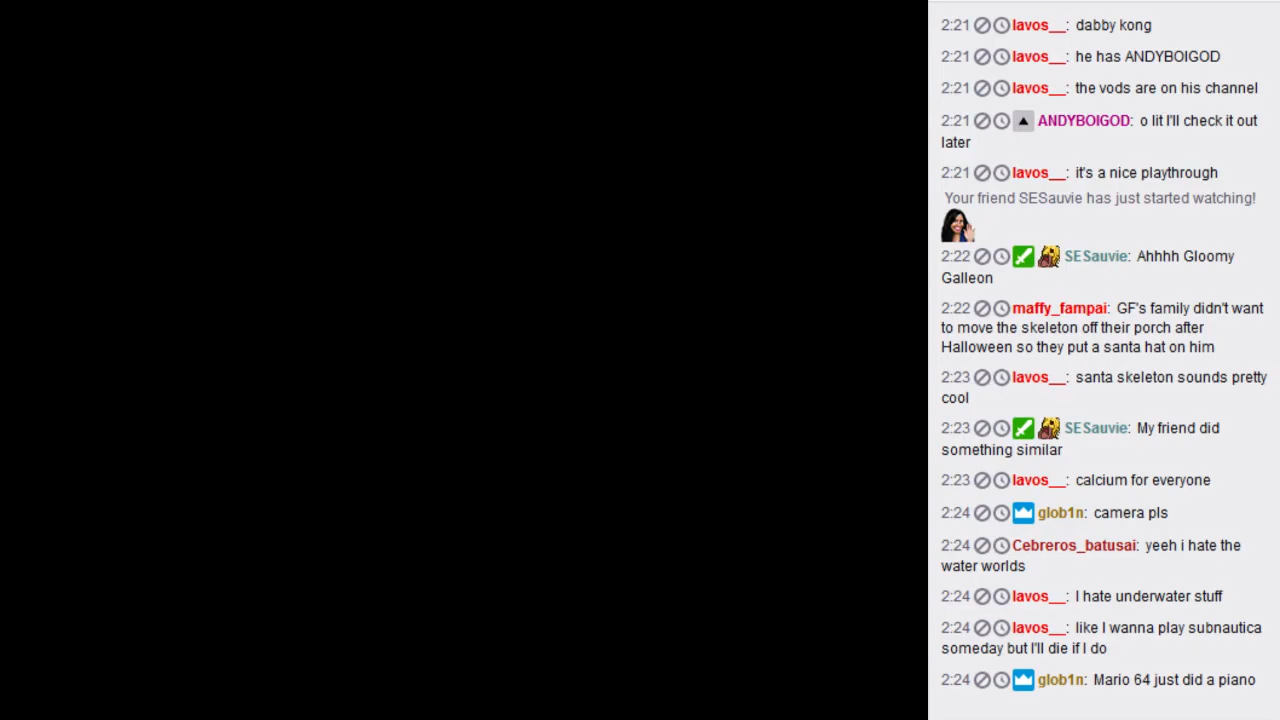 2:21 lavos__: dabby kong
2:21 lavos__: he has ANDYBOIGOD
2:21 lavos__: the vods are on his channel
2:21 ANDYBOIGOD: o lit I'll check it out
later
2:21 lavos__: it's a nice playthrough
Your friend SESauvie has just started watching!
2:22 SESauvie: Ahhhh Gloomy
Galleon
2:22 maffy_fampai: GF's family didn't want
to move the skeleton off their porch after
Halloween so they put a santa hat on him
2:23 lavos__: santa skeleton sounds pretty
cool
2:23 SESauvie: My friend did
something similar
2:23 lavos__: calcium for everyone
2:24 glob1n: camera pls
2:24 Cebreros_batusai: yeeh i hate the
water worlds
2:24 lavos__: I hate underwater stuff
2:24 lavos__: like I wanna play subnautica
someday but I'll die if I do
2:24 glob1n: Mario 64 just did a piano